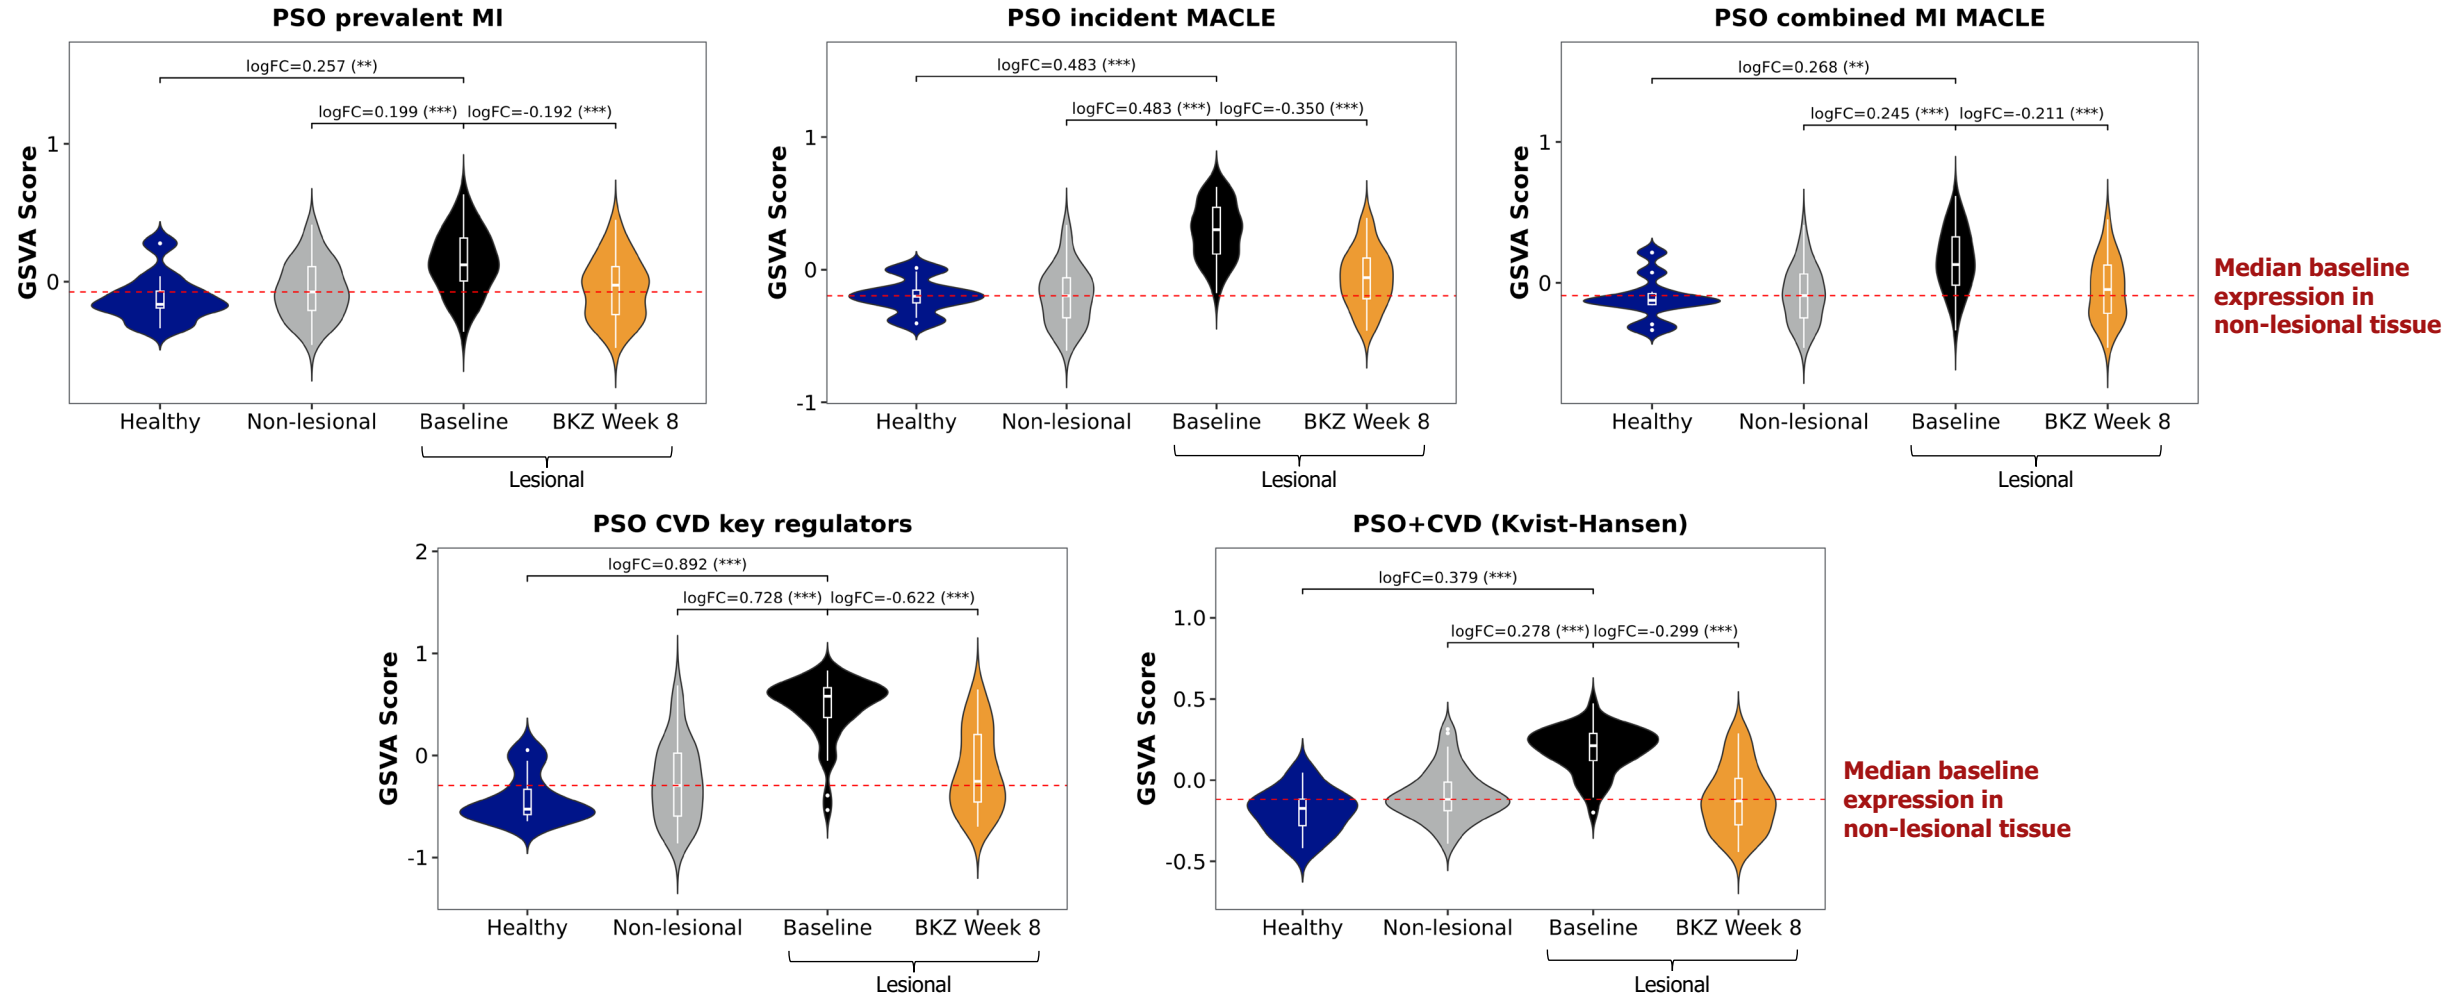 PSO prevalent MI
logFC=0.257 (**)
logFC=0.199 (***) logFC=-0.192 (***)
GSVA Score
1
0
Healthy Non-lesional Baseline BKZ Week 8
Lesional
PSO incident MACLE
logFC=0.483 (***)
logFC=0.483 (***) logFC=-0.350 (***)
GSVA Score
1
0
-1
Healthy Non-lesional Baseline BKZ Week 8
Lesional
PSO combined MI MACLE
logFC=0.268 (**)
logFC=0.245 (***) logFC=-0.211 (***)
GSVA Score
1
0
Healthy Non-lesional Baseline BKZ Week 8
Lesional
Median baseline
expression in
non-lesional tissue
PSO CVD key regulators
logFC=0.892 (***)
logFC=0.728 (***) logFC=-0.622 (***)
GSVA Score
2
1
0
-1
Healthy Non-lesional Baseline BKZ Week 8
Lesional
PSO+CVD (Kvist-Hansen)
logFC=0.379 (***)
logFC=0.278 (***) logFC=-0.299 (***)
GSVA Score
1.0
0.5
0.0
-0.5
Healthy Non-lesional Baseline BKZ Week 8
Lesional
Median baseline
expression in
non-lesional tissue